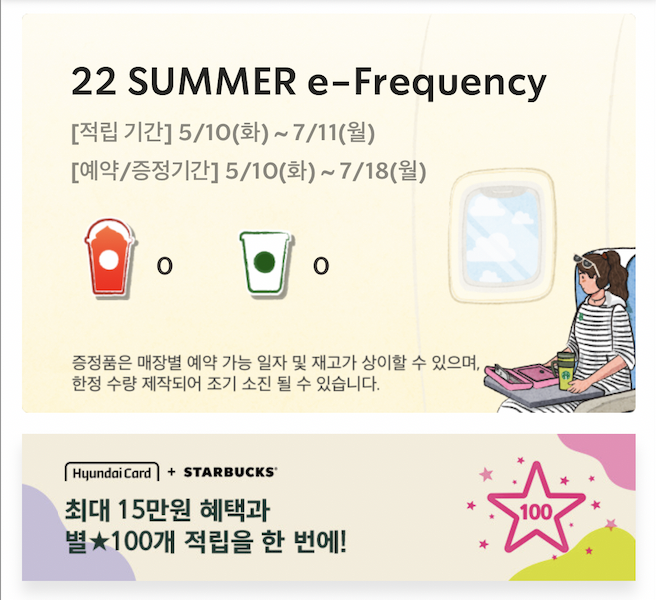 22 SUMMER e-Frequency
[적립 기간] 5/10(화) ~ 7/11(월)
[예약/증정기간] 5/10(화) ~ 7/18(월)
0 0
증정품은 매장별 예약 가능 일자 및 재고가 상이할 수 있으며,
한정 수량 제작되어 조기 소진 될 수 있습니다.
Hyundai Card + STARBUCKS
최대 15만원 혜택과
별★100개 적립을 한 번에!
100